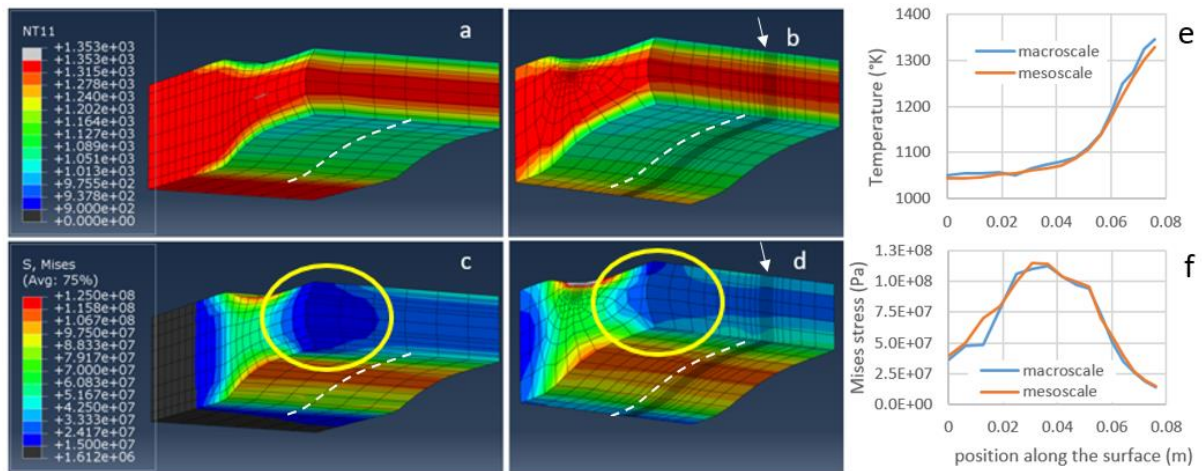 NT11
+1.353e+03
+1.353e+03
+1.315e+03
+1.278e+03
+1.240e+03
+1.202e+03
+1.164e+03
+1.127e+03
+1.089e+03
+1.051e+03
+1.013e+03
+9.755e+02
+9.378e+02
+9.000e+02
+0.000e+00
a
b
e
1400
1300
1200
1100
1000
Temperature (°K)
macroscale
mesoscale
0 0.02 0.04 0.06 0.08
S, Mises
(Avg: 75%)
+1.250e+08
+1.158e+08
+1.067e+08
+9.750e+07
+8.833e+07
+7.917e+07
+7.000e+07
+6.083e+07
+5.167e+07
+4.250e+07
+3.333e+07
+2.417e+07
+1.500e+07
+1.612e+06
c
d
f
1.3E+08
1.0E+08
7.5E+07
5.0E+07
2.5E+07
0.0E+00
Mises stress (Pa)
macroscale
mesoscale
0 0.02 0.04 0.06 0.08
position along the surface (m)